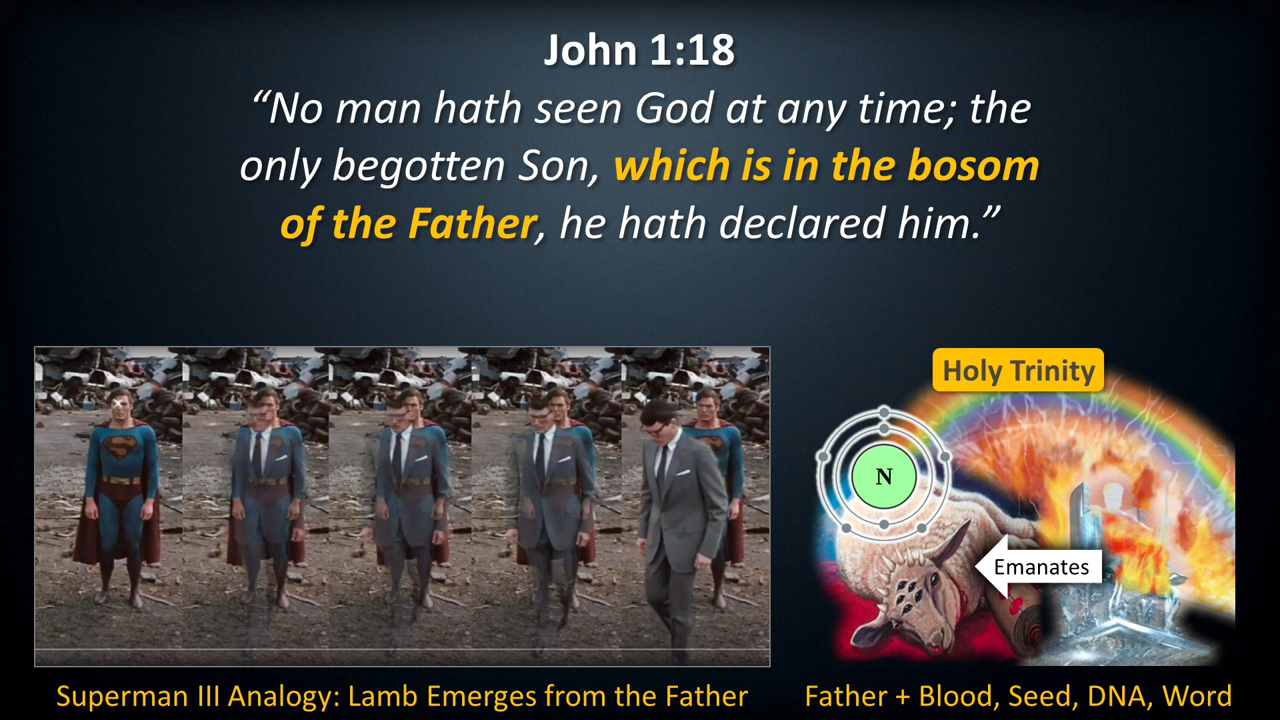 John 1:18
“No man hath seen God at any time; the
only begotten Son, which is in the bosom
of the Father, he hath declared him.”
Holy Trinity
N
Emanates
Superman III Analogy: Lamb Emerges from the Father
Father + Blood, Seed, DNA, Word